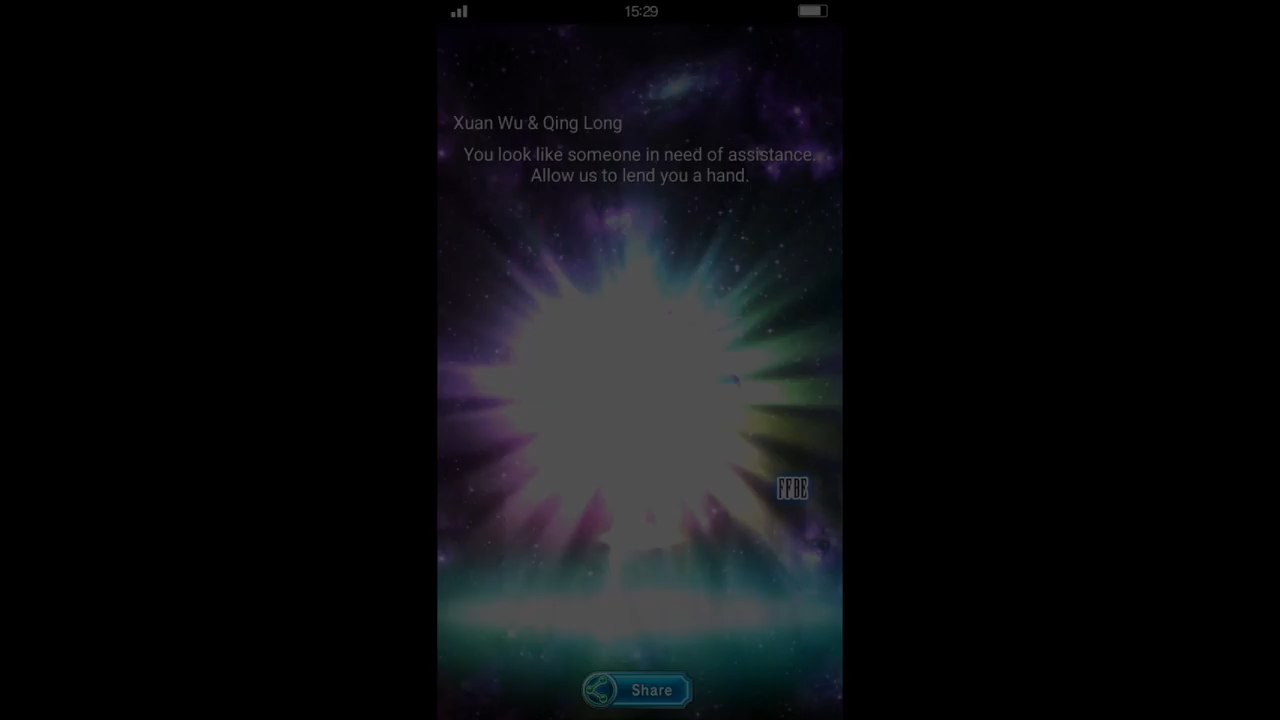 15:29
Xuan Wu & Qing Long
You look like someone in need of assistance.
Allow us to lend you a hand.
FFBE
Share